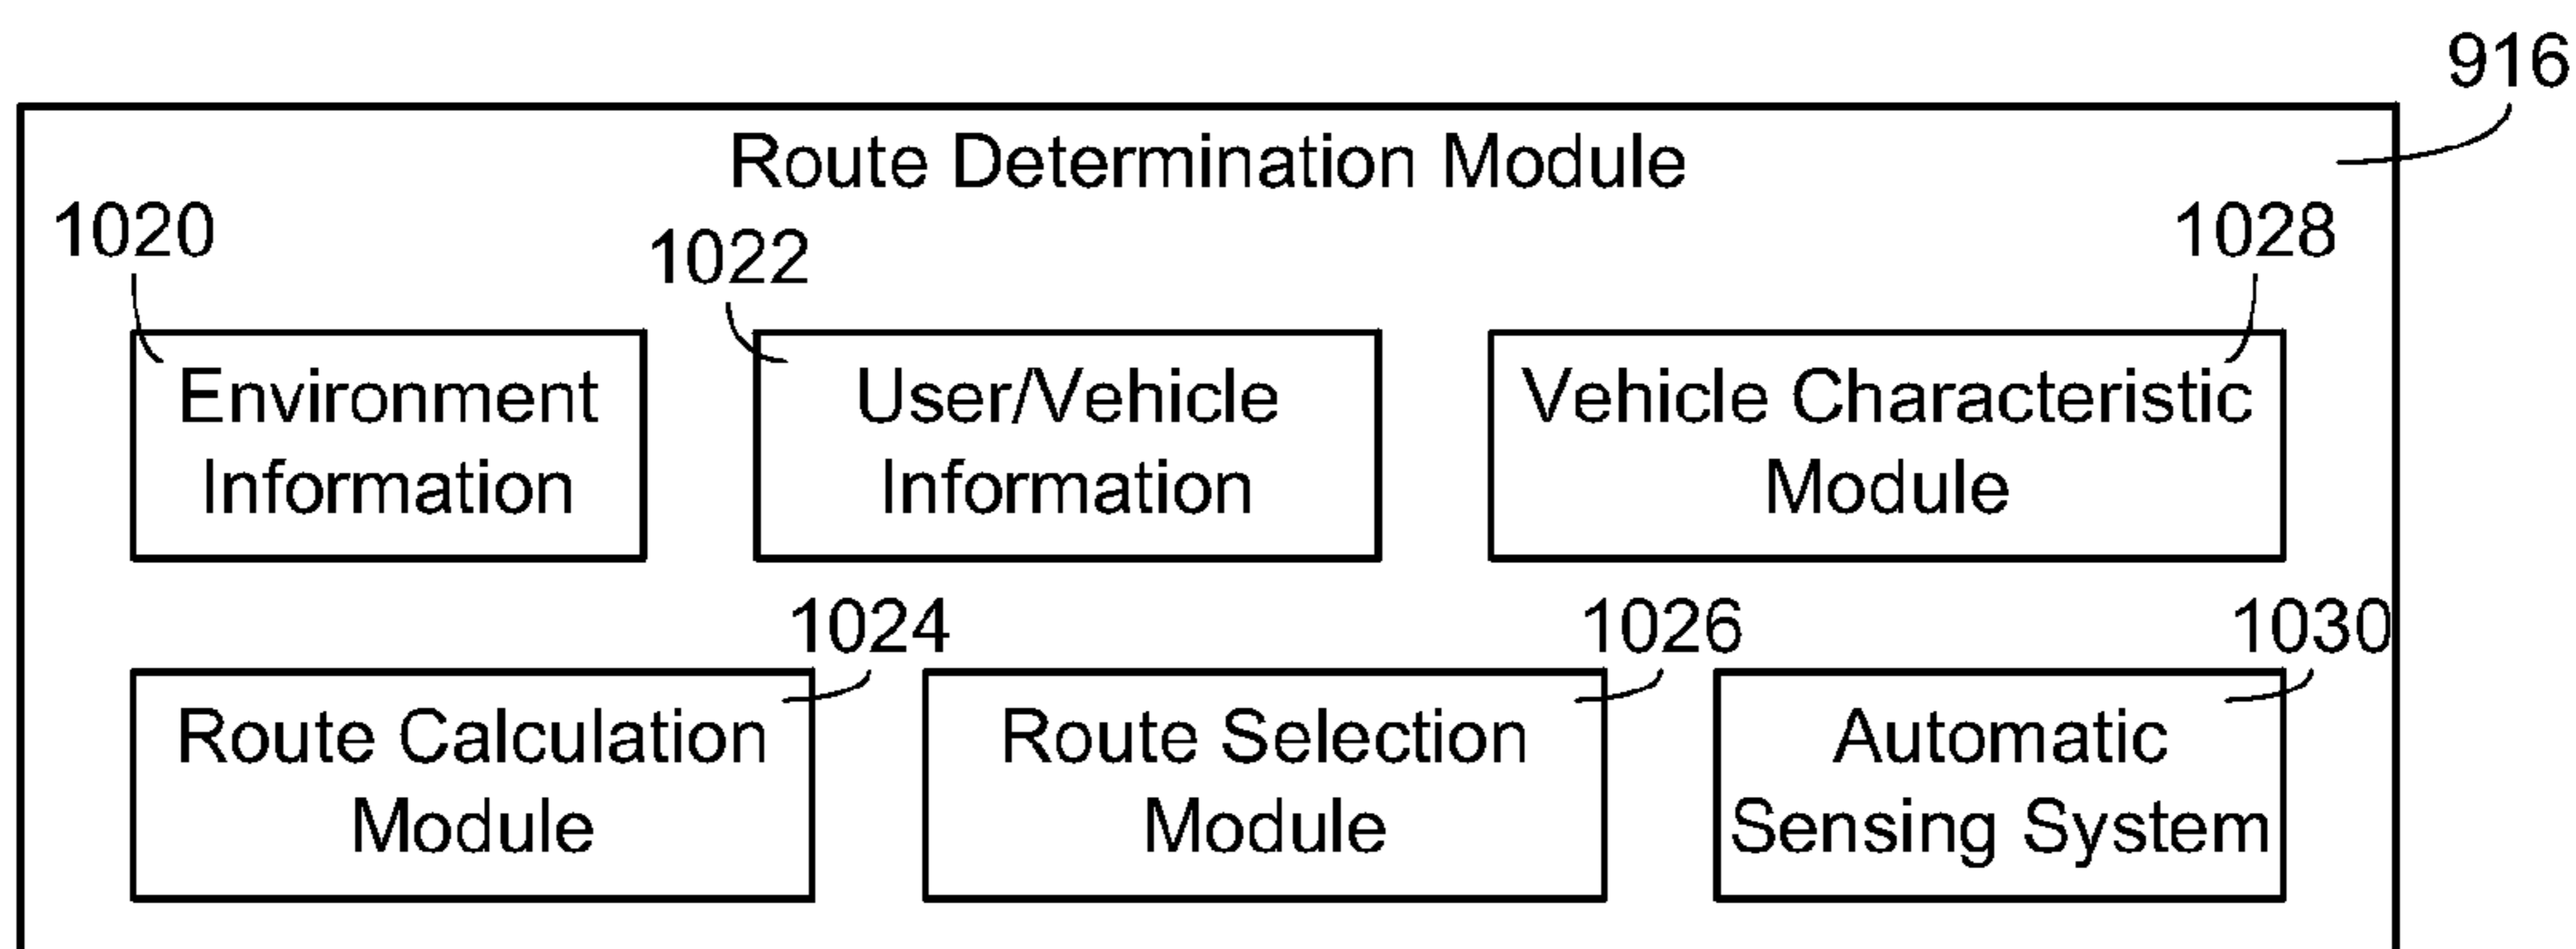 916
Route Determination Module
1020
1022
1028
Environment
Information
User/Vehicle
Information
Vehicle Characteristic
Module
1024
1026
1030
Route Calculation
Module
Route Selection
Module
Automatic
Sensing System